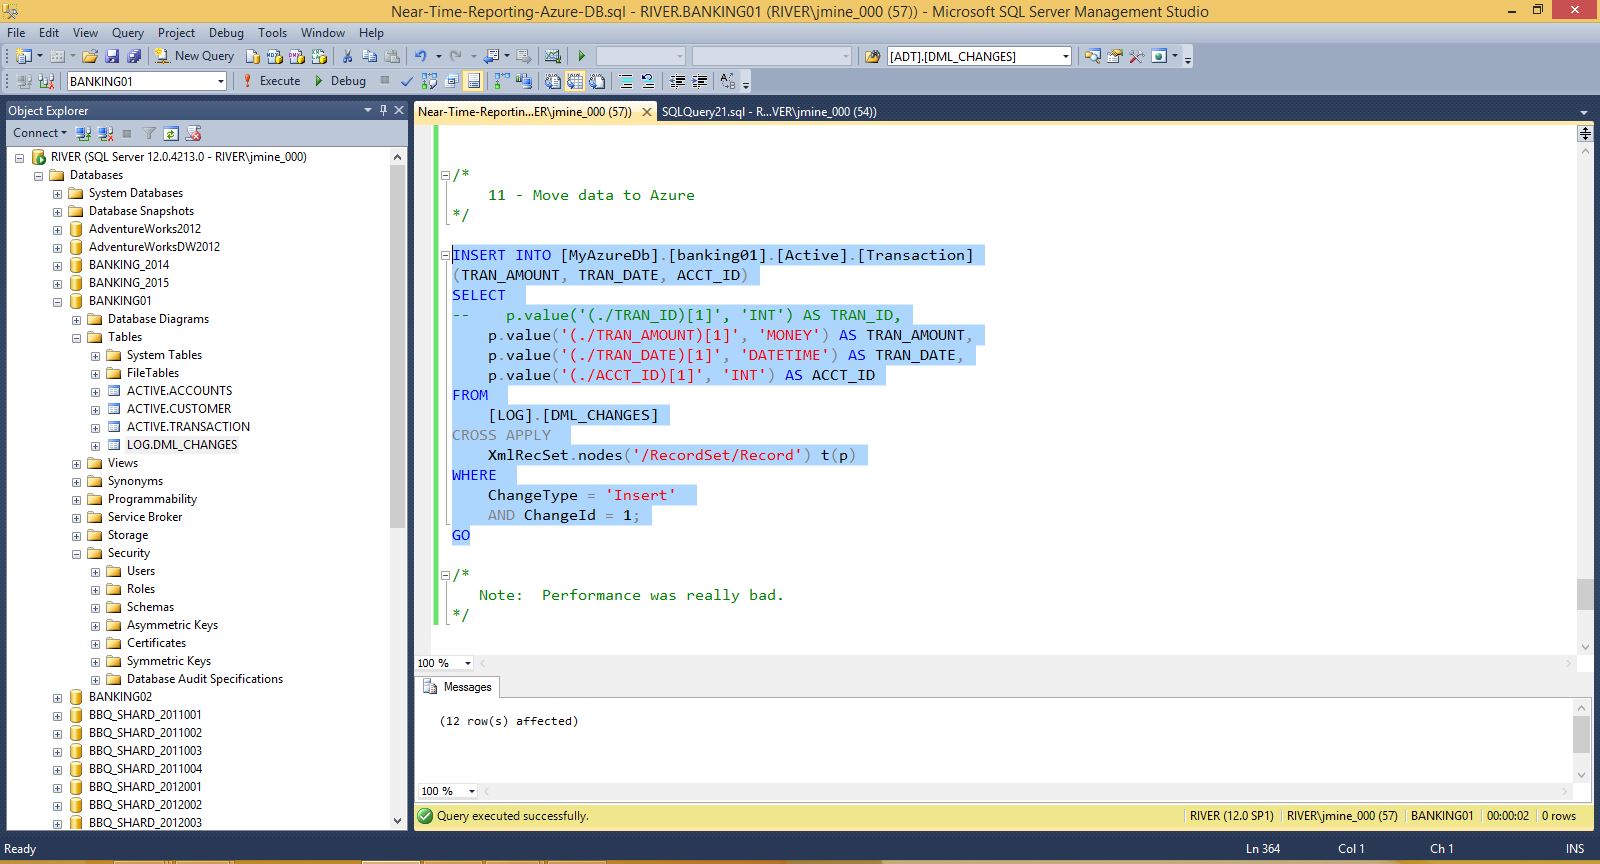 Near-Time-Reporting-Azure-DB.sql - RIVER.BANKING01 (RIVER\jmine_000 (57)) - Microsoft SQL Server Management Studio
File Edit View Query Project Debug Tools Window Help
New Query [ADT].[DML_CHANGES]
BANKING01 Execute Debug
Object Explorer
Connect
RIVER (SQL Server 12.0.4213.0 - RIVER\jmine_000)
Databases
System Databases
Database Snapshots
AdventureWorks2012
AdventureWorksDW2012
BANKING_2014
BANKING_2015
BANKING01
Database Diagrams
Tables
System Tables
FileTables
ACTIVE.ACCOUNTS
ACTIVE.CUSTOMER
ACTIVE.TRANSACTION
LOG.DML_CHANGES
Views
Synonyms
Programmability
Service Broker
Storage
Security
Users
Roles
Schemas
Asymmetric Keys
Certificates
Symmetric Keys
Database Audit Specifications
BANKING02
BBQ_SHARD_2011001
BBQ_SHARD_2011002
BBQ_SHARD_2011003
BBQ_SHARD_2011004
BBQ_SHARD_2012001
BBQ_SHARD_2012002
BBQ_SHARD_2012003
Near-Time-Reportin...ER\jmine_000 (57)) SQLQuery21.sql - R...VER\jmine_000 (54))
/*
11 - Move data to Azure
*/
INSERT INTO [MyAzureDb].[banking01].[Active].[Transaction]
(TRAN_AMOUNT, TRAN_DATE, ACCT_ID)
SELECT
-- p.value('(./TRAN_ID)[1]', 'INT') AS TRAN_ID,
p.value('(./TRAN_AMOUNT)[1]', 'MONEY') AS TRAN_AMOUNT,
p.value('(./TRAN_DATE)[1]', 'DATETIME') AS TRAN_DATE,
p.value('(./ACCT_ID)[1]', 'INT') AS ACCT_ID
FROM
[LOG].[DML_CHANGES]
CROSS APPLY
XmlRecSet.nodes('/RecordSet/Record') t(p)
WHERE
ChangeType = 'Insert'
AND ChangeId = 1;
GO
/*
Note: Performance was really bad.
*/
100 %
Messages
(12 row(s) affected)
100 %
Query executed successfully. RIVER (12.0 SP1) RIVER\jmine_000 (57) BANKING01 00:00:02 0 rows
Ready Ln 364 Col 1 Ch 1 INS